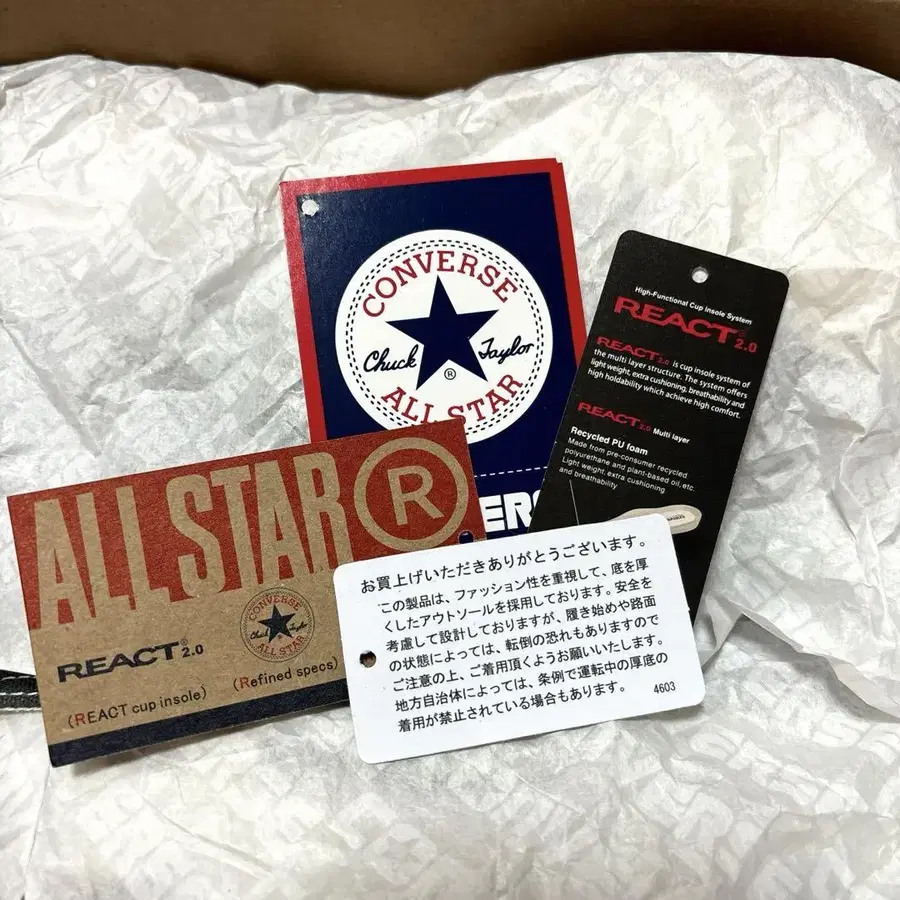 CONVERSE
Chuck Taylor
®
ALL STAR
High-Functional Cup Insole System
REACT® 2.0
REACT 2.0 is cup insole system of
the multi layer structure. The system offers
light weight, extra cushioning, breathability and
high holdability which achieve high comfort.
REACT 2.0 Multi layer
Recycled PU foam
Made from pre-consumer recycled
polyurethane and plant-based oil, etc.
Light weight, extra cushioning
and breathability
ALL STAR ®
CONVERSE
Chuck Taylor
ALL STAR
REACT® 2.0
(REACT cup insole)
(Refined specs)
お買上げいただきありがとうございます。
この製品は、ファッション性を重視して、底を厚
くしたアウトソールを採用しております。安全を
考慮して設計しておりますが、履き始めや路面
の状態によっては、転倒の恐れもありますので
ご注意の上、ご着用頂くようお願いいたします。
地方自治体によっては、条例で運転中の厚底の
着用が禁止されている場合もあります。
4603